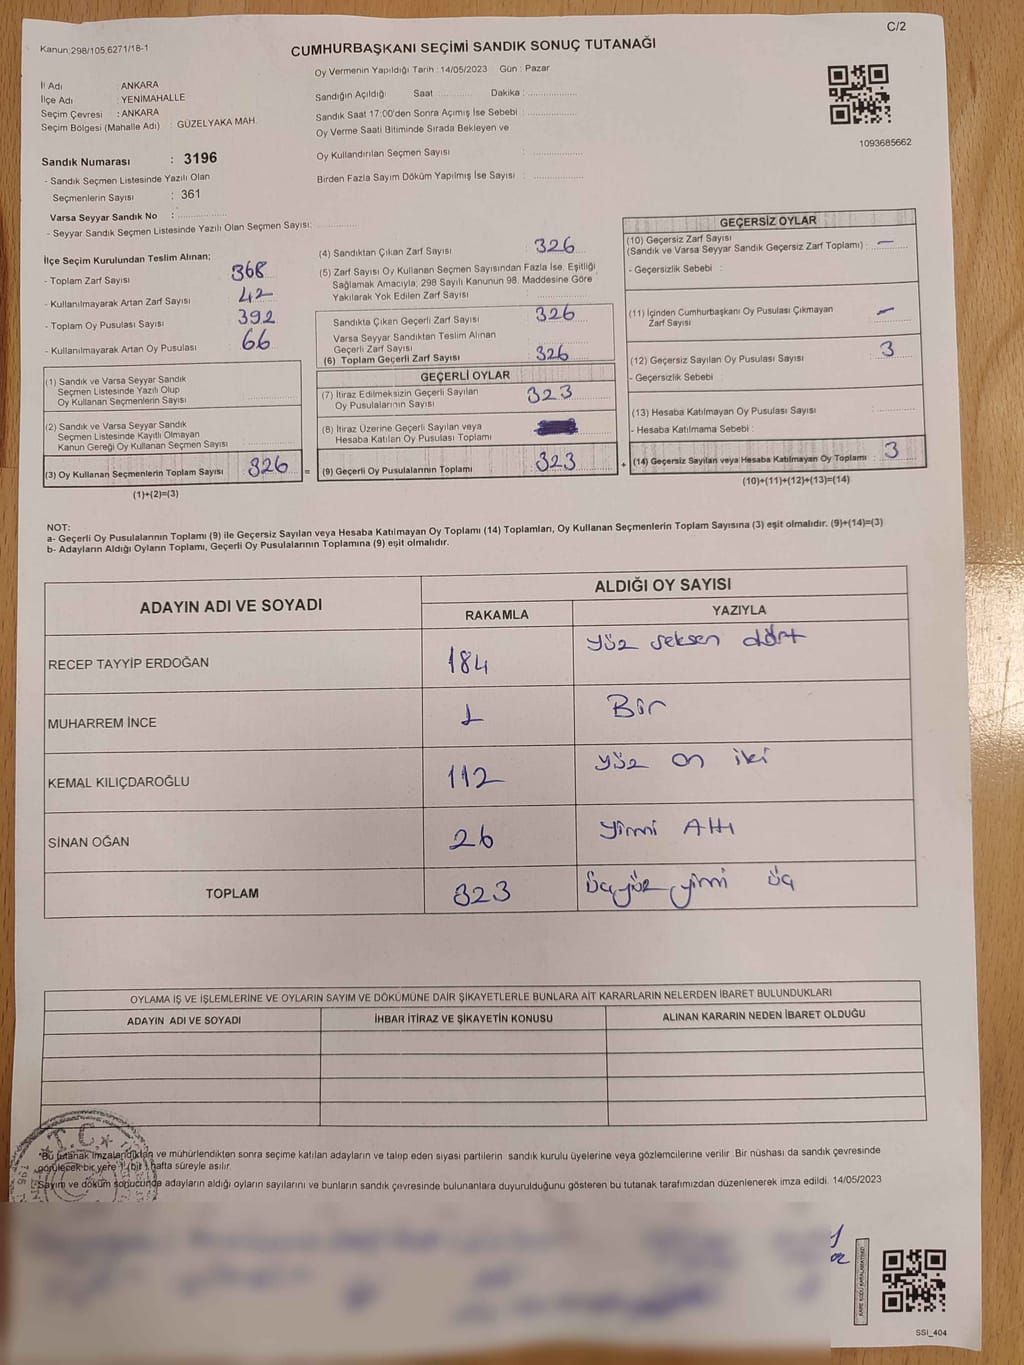 C/2
Kanun:298/105,6271/18-1
CUMHURBAŞKANI SEÇİMİ SANDIK SONUÇ TUTANAĞI
Oy Vermenin Yapıldığı Tarih : 14/05/2023 Gün : Pazar
İl Adı : ANKARA
İlçe Adı : YENİMAHALLE
Seçim Çevresi : ANKARA
Seçim Bölgesi (Mahalle Adı) : GÜZELYAKA MAH.
Sandık Numarası : 3196
- Sandık Seçmen Listesinde Yazılı Olan
Seçmenlerin Sayısı : 361
Varsa Seyyar Sandık No :
- Seyyar Sandık Seçmen Listesinde Yazılı Olan Seçmen Sayısı:
Sandığın Açıldığı Saat Dakika :
Sandık Saat 17:00'den Sonra Açımış İse Sebebi :
Oy Verme Saati Bitiminde Sırada Bekleyen ve
Oy Kullandırılan Seçmen Sayısı :
Birden Fazla Sayım Döküm Yapılmış İse Sayısı :
1093685662
İlçe Seçim Kurulundan Teslim Alınan;
- Toplam Zarf Sayısı 368
- Kullanılmayarak Artan Zarf Sayısı 42
- Toplam Oy Pusulası Sayısı 392
- Kullanılmayarak Artan Oy Pusulası 66
(1) Sandık ve Varsa Seyyar Sandık
Seçmen Listesinde Yazılı Olup
Oy Kullanan Seçmenlerin Sayısı
(2) Sandık ve Varsa Seyyar Sandık
Seçmen Listesinde Kayıtlı Olmayan
Kanun Gereği Oy Kullanan Seçmen Sayısı
(3) Oy Kullanan Seçmenlerin Toplam Sayısı 326 =
(1)+(2)=(3)
(4) Sandıktan Çıkan Zarf Sayısı 326
(5) Zarf Sayısı Oy Kullanan Seçmen Sayısından Fazla İse, Eşitliği
Sağlamak Amacıyla; 298 Sayılı Kanunun 98. Maddesine Göre
Yakılarak Yok Edilen Zarf Sayısı
Sandıkta Çıkan Geçerli Zarf Sayısı 326
Varsa Seyyar Sandıktan Teslim Alınan
Geçerli Zarf Sayısı
(6) Toplam Geçerli Zarf Sayısı 326
GEÇERLİ OYLAR
(7) İtiraz Edilmeksizin Geçerli Sayılan
Oy Pusulalarının Sayısı 323
(8) İtiraz Üzerine Geçerli Sayılan veya
Hesaba Katılan Oy Pusulası Toplamı
(9) Geçerli Oy Pusulalarının Toplamı 323 +
GEÇERSİZ OYLAR
(10) Geçersiz Zarf Sayısı
(Sandık ve Varsa Seyyar Sandık Geçersiz Zarf Toplamı) : —
- Geçersizlik Sebebi :
(11) İçinden Cumhurbaşkanı Oy Pusulası Çıkmayan
Zarf Sayısı : —
(12) Geçersiz Sayılan Oy Pusulası Sayısı : 3
- Geçersizlik Sebebi
(13) Hesaba Katılmayan Oy Pusulası Sayısı
- Hesaba Katılmama Sebebi :
(14) Geçersiz Sayılan veya Hesaba Katılmayan Oy Toplamı : 3
(10)+(11)+(12)+(13)=(14)
NOT:
a- Geçerli Oy Pusulalarının Toplamı (9) ile Geçersiz Sayılan veya Hesaba Katılmayan Oy Toplamı (14) Toplamları, Oy Kullanan Seçmenlerin Toplam Sayısına (3) eşit olmalıdır. (9)+(14)=(3)
b- Adayların Aldığı Oyların Toplamı, Geçerli Oy Pusulalarının Toplamına (9) eşit olmalıdır.
ADAYIN ADI VE SOYADI
ALDIĞI OY SAYISI
RAKAMLA YAZIYLA
RECEP TAYYİP ERDOĞAN 184 Yüz seksen dört
MUHARREM İNCE 1 Bir
KEMAL KILIÇDAROĞLU 112 Yüz on iki
SİNAN OĞAN 26 Yirmi Altı
TOPLAM 323 Üçyüz yirmi üç
OYLAMA İŞ VE İŞLEMLERİNE VE OYLARIN SAYIM VE DÖKÜMÜNE DAİR ŞİKAYETLERLE BUNLARA AİT KARARLARIN NELERDEN İBARET BULUNDUKLARI
ADAYIN ADI VE SOYADI İHBAR İTİRAZ VE ŞİKAYETİN KONUSU ALINAN KARARIN NEDEN İBARET OLDUĞU
T.C.
"Bu tutanak imzalandıktan ve mühürlendikten sonra seçime katılan adayların ve talep eden siyasi partilerin sandık kurulu üyelerine veya gözlemcilerine verilir Bir nüshası da sandık çevresinde
görülecek bir yere 1 (bir) hafta süreyle asılır.
Sayım ve döküm sonucunda adayların aldığı oyların sayılarını ve bunların sandık çevresinde bulunanlara duyurulduğunu gösteren bu tutanak tarafımızdan düzenlenerek imza edildi. 14/05/2023
KARE KODU KARALAMAYINIZ!
SSI_404